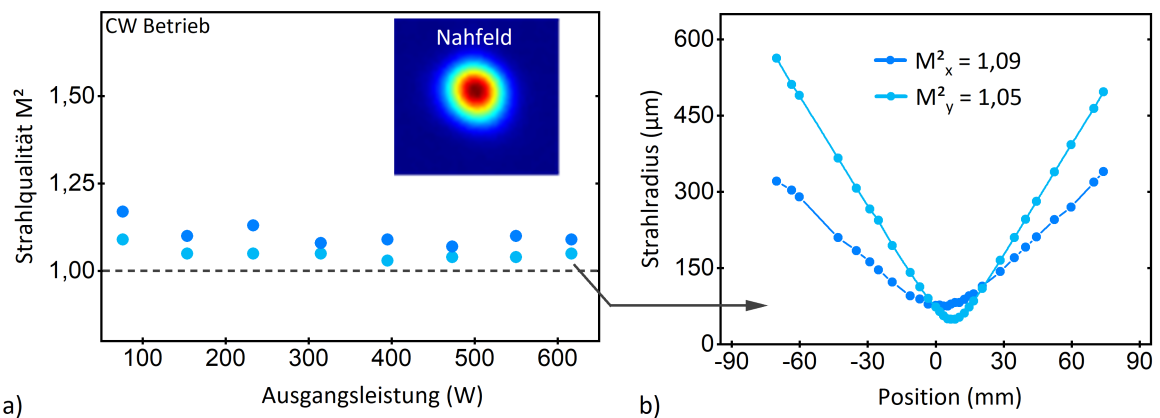 CW Betrieb
Nahfeld
1,50
1,25
1,00
Strahlqualität M²
100 200 300 400 500 600
Ausgangsleistung (W)
a)
600
450
300
150
0
Strahlradius (µm)
M²x = 1,09
M²y = 1,05
-90 -60 -30 0 30 60 90
Position (mm)
b)